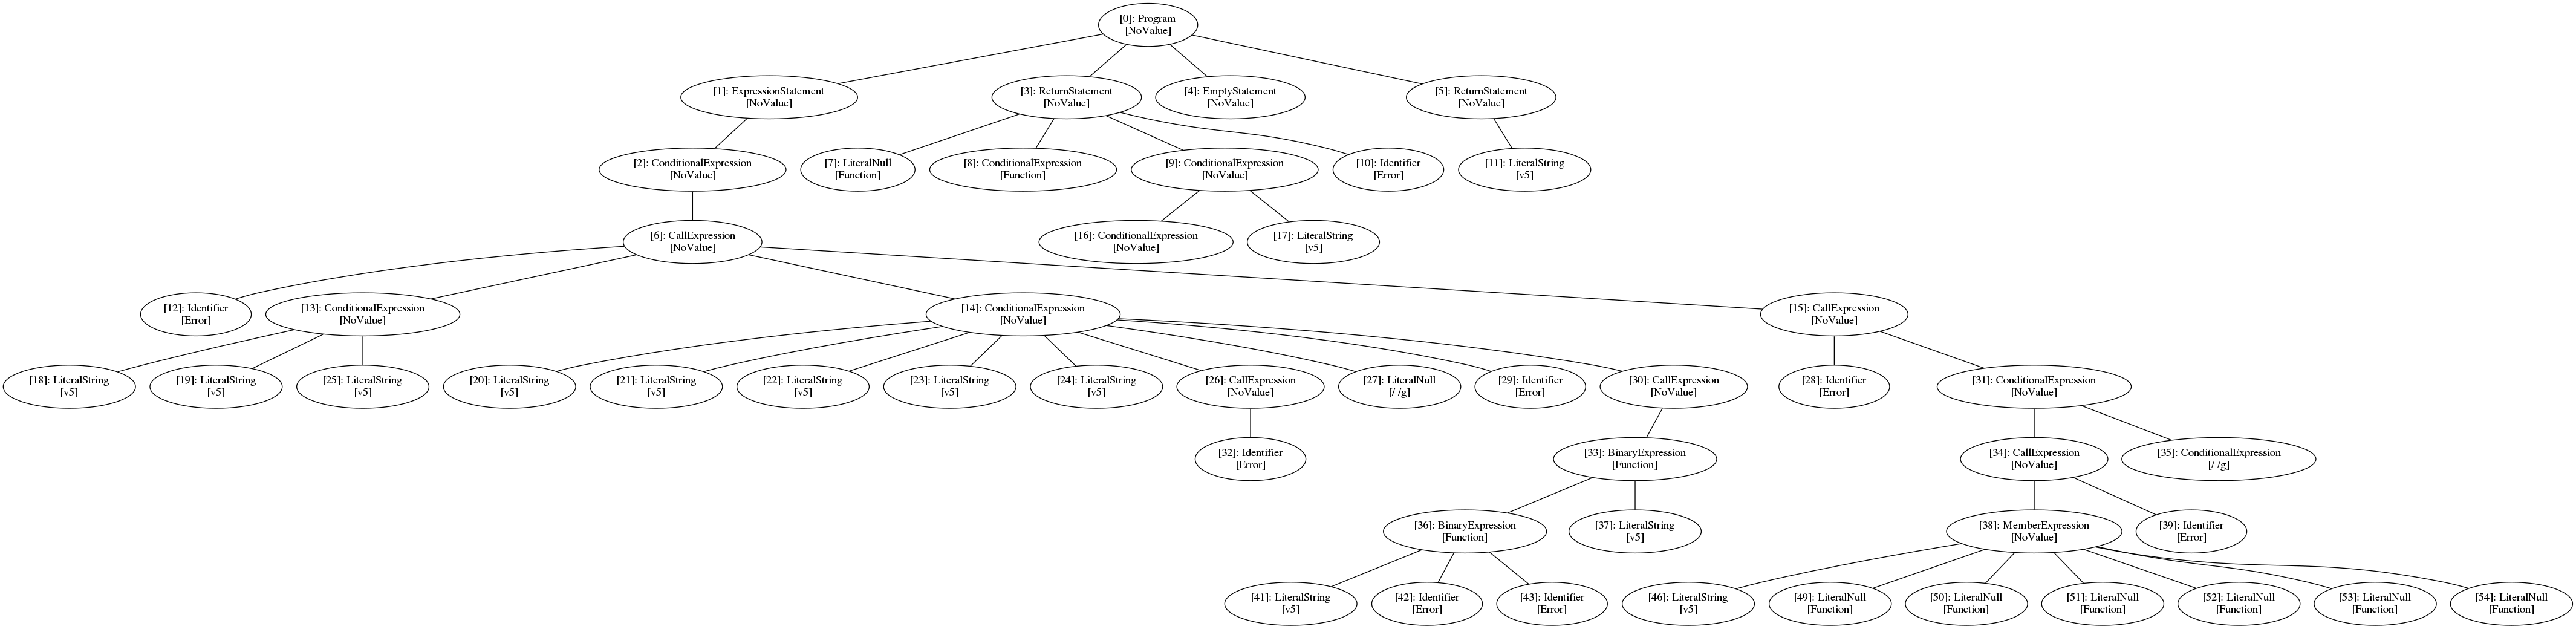 [0]: Program
[NoValue]
[1]: ExpressionStatement
[NoValue]
[3]: ReturnStatement
[NoValue]
[4]: EmptyStatement
[NoValue]
[5]: ReturnStatement
[NoValue]
[2]: ConditionalExpression
[NoValue]
[7]: LiteralNull
[Function]
[8]: ConditionalExpression
[Function]
[9]: ConditionalExpression
[NoValue]
[10]: Identifier
[Error]
[11]: LiteralString
[v5]
[6]: CallExpression
[NoValue]
[16]: ConditionalExpression
[NoValue]
[17]: LiteralString
[v5]
[12]: Identifier
[Error]
[13]: ConditionalExpression
[NoValue]
[14]: ConditionalExpression
[NoValue]
[15]: CallExpression
[NoValue]
[18]: LiteralString
[v5]
[19]: LiteralString
[v5]
[25]: LiteralString
[v5]
[20]: LiteralString
[v5]
[21]: LiteralString
[v5]
[22]: LiteralString
[v5]
[23]: LiteralString
[v5]
[24]: LiteralString
[v5]
[26]: CallExpression
[NoValue]
[27]: LiteralNull
[/ /g]
[29]: Identifier
[Error]
[30]: CallExpression
[NoValue]
[28]: Identifier
[Error]
[31]: ConditionalExpression
[NoValue]
[32]: Identifier
[Error]
[33]: BinaryExpression
[Function]
[34]: CallExpression
[NoValue]
[35]: ConditionalExpression
[/ /g]
[36]: BinaryExpression
[Function]
[37]: LiteralString
[v5]
[38]: MemberExpression
[NoValue]
[39]: Identifier
[Error]
[41]: LiteralString
[v5]
[42]: Identifier
[Error]
[43]: Identifier
[Error]
[46]: LiteralString
[v5]
[49]: LiteralNull
[Function]
[50]: LiteralNull
[Function]
[51]: LiteralNull
[Function]
[52]: LiteralNull
[Function]
[53]: LiteralNull
[Function]
[54]: LiteralNull
[Function]